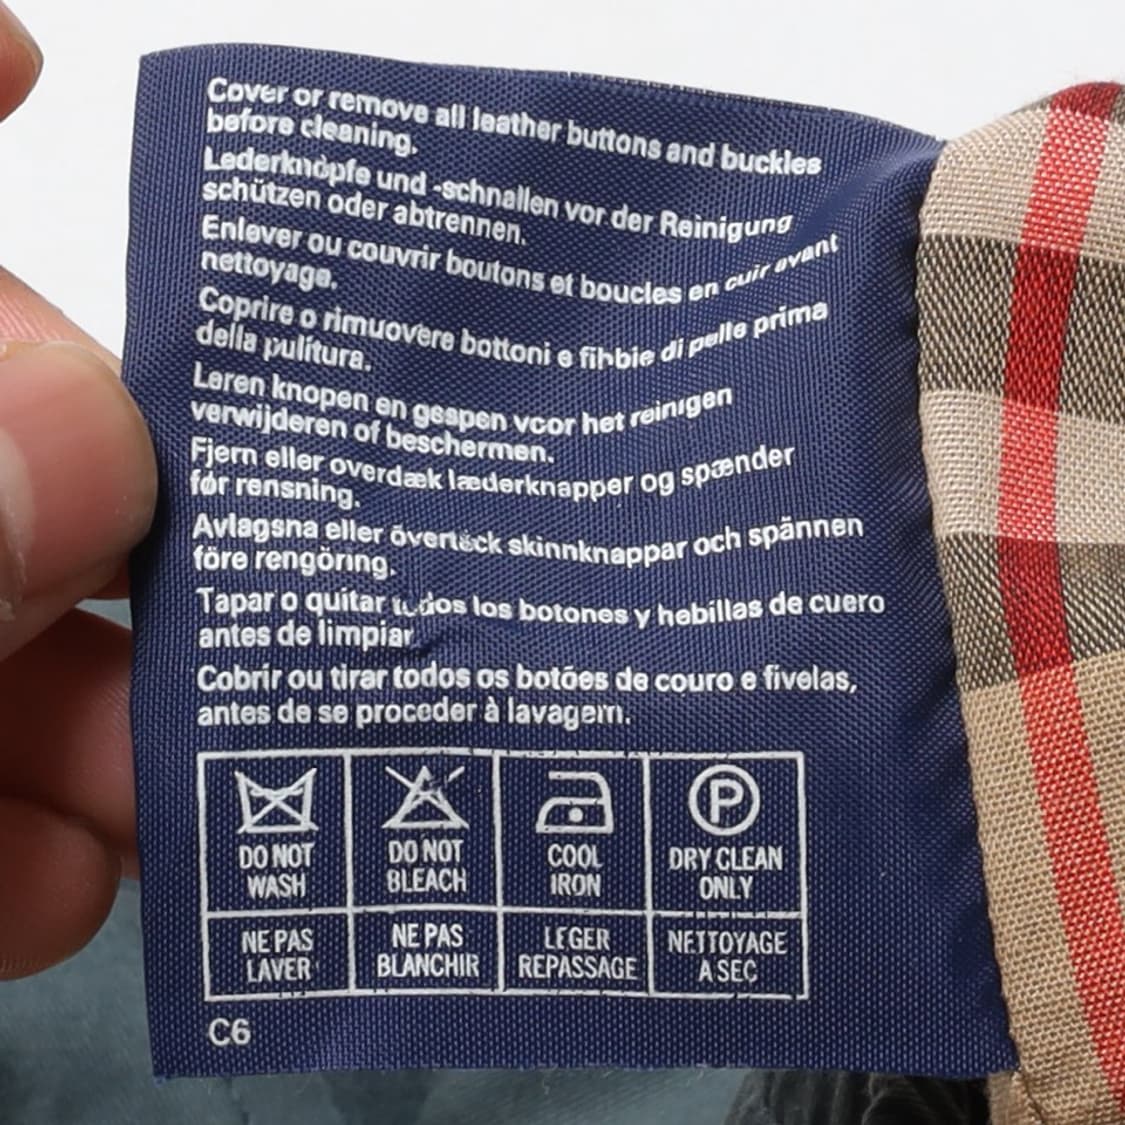 Cover or remove all leather buttons and buckles
before cleaning.
Lederknöpfe und -schnallen vor der Reinigung
schützen oder abtrennen.
Enlever ou couvrir boutons et boucles en cuir avant
nettoyage.
Coprire o rimuovere bottoni e fibbie di pelle prima
della pulitura.
Leren knopen en gespen voor het reinigen
verwijderen of beschermen.
Fjern eller overdæk læderknapper og spænder
før rensning.
Avlagsna eller övertäck skinnknappar och spännen
före rengöring.
Tapar o quitar todos los botones y hebillas de cuero
antes de limpiar
Cobrir ou tirar todos os botões de couro e fivelas,
antes de se proceder à lavagem.
P
DO NOT
WASH
DO NOT
BLEACH
COOL
IRON
DRY CLEAN
ONLY
NE PAS
LAVER
NE PAS
BLANCHIR
LEGER
REPASSAGE
NETTOYAGE
A SEC
C6